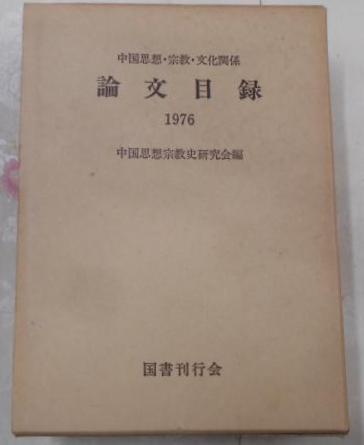 中国思想・宗教・文化関係
論文目録
1976
中国思想宗教史研究会編
国書刊行会